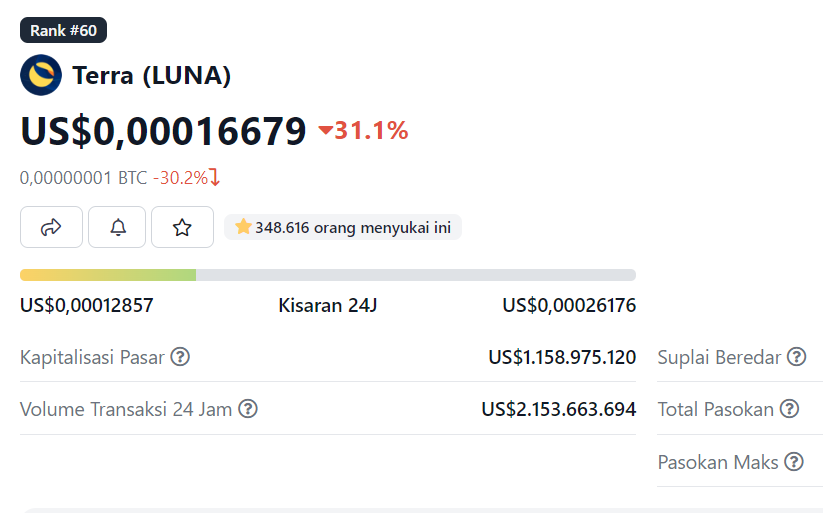 Rank #60
Terra (LUNA)
US$0,00016679 31.1%
0,00000001 BTC -30.2%
348.616 orang menyukai ini
US$0,00012857 Kisaran 24J US$0,00026176
Kapitalisasi Pasar ? US$1.158.975.120 Suplai Beredar ?
Volume Transaksi 24 Jam ? US$2.153.663.694 Total Pasokan ?
Pasokan Maks ?